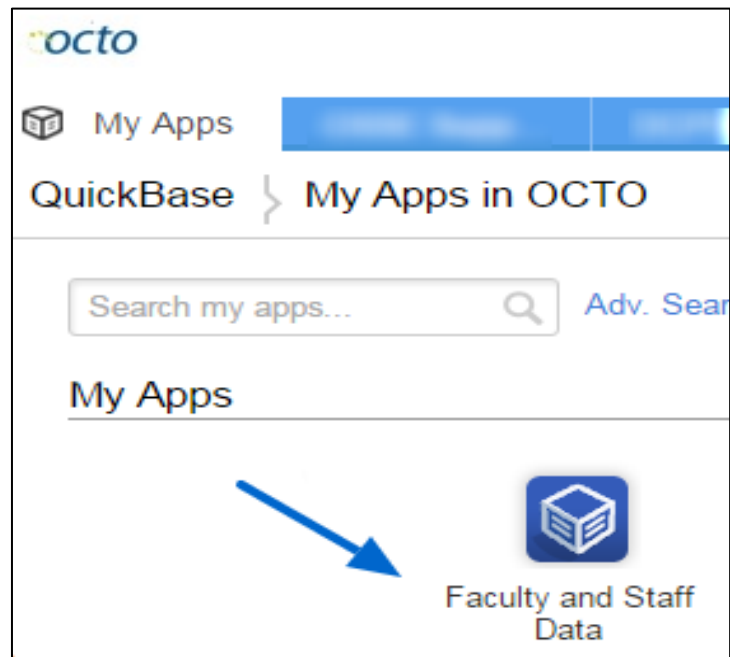 octo
My Apps
QuickBase My Apps in OCTO
Search my apps... Adv. Sear
My Apps
Faculty and Staff
Data